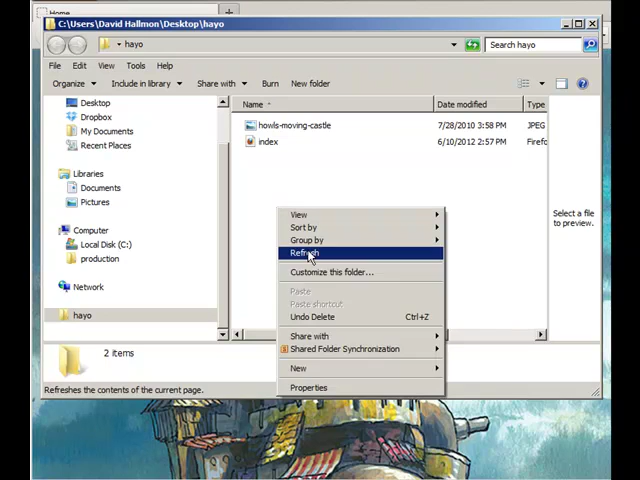 Home
C:\Users\David Hallmon\Desktop\hayo
hayo
Search hayo
File Edit View Tools Help
Organize Include in library Share with Burn New folder
Desktop
Dropbox
My Documents
Recent Places
Libraries
Documents
Pictures
Computer
Local Disk (C:)
production
Network
hayo
Name Date modified Type
howls-moving-castle 7/28/2010 3:58 PM JPEG
index 6/10/2012 2:57 PM Firefo
Select a file
to preview.
View
Sort by
Group by
Refresh
Customize this folder...
Paste
Paste shortcut
Undo Delete Ctrl+Z
Share with
Shared Folder Synchronization
New
Properties
2 items
Refreshes the contents of the current page.